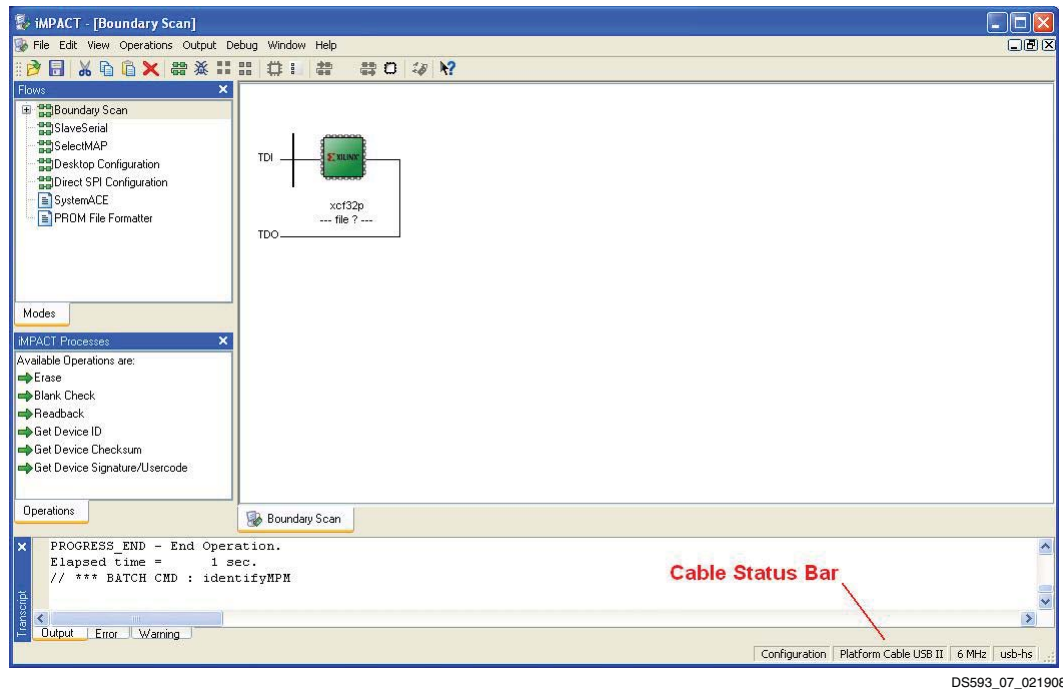 iMPACT - [Boundary Scan]
File Edit View Operations Output Debug Window Help
Flows
Boundary Scan
SlaveSerial
SelectMAP
Desktop Configuration
Direct SPI Configuration
SystemACE
PROM File Formatter
Modes
TDI
XILINX
xcf32p
--- file ? ---
TDO
iMPACT Processes
Available Operations are:
Erase
Blank Check
Readback
Get Device ID
Get Device Checksum
Get Device Signature/Usercode
Operations
Boundary Scan
PROGRESS_END - End Operation.
Elapsed time = 1 sec.
// *** BATCH CMD : identifyMPM
Cable Status Bar
Transcript
Output Error Warning
Configuration Platform Cable USB II 6 MHz usb-hs
DS593_07_021908